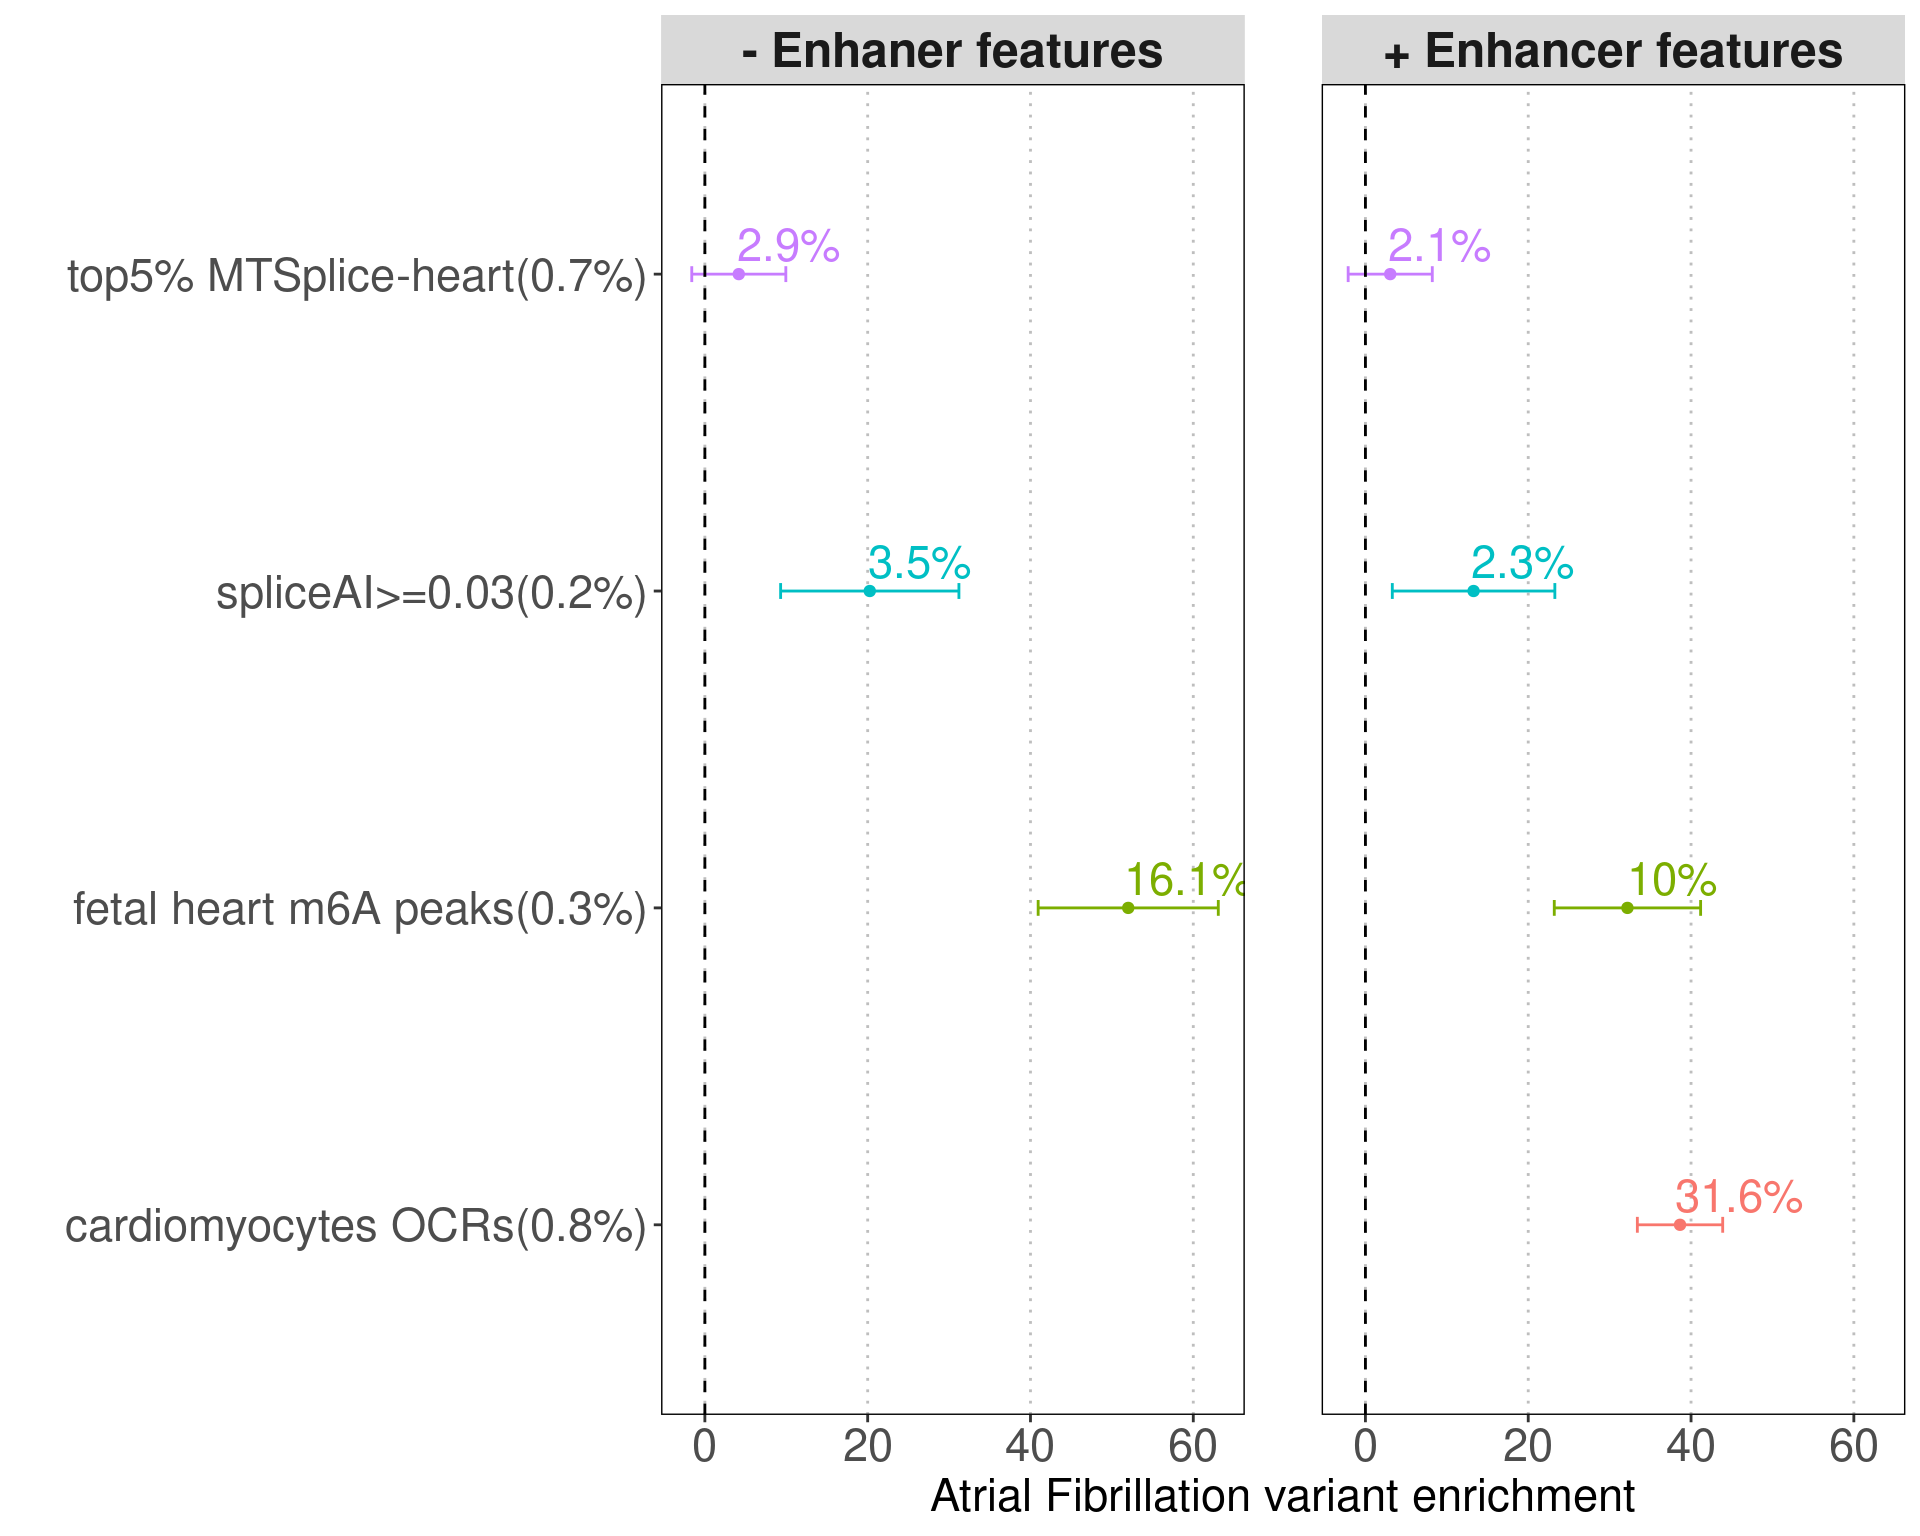 - Enhaner features
+ Enhancer features
top5% MTSplice-heart(0.7%)
2.9%
2.1%
spliceAI>=0.03(0.2%)
3.5%
2.3%
fetal heart m6A peaks(0.3%)
16.1%
10%
cardiomyocytes OCRs(0.8%)
31.6%
0 20 40 60
0 20 40 60
Atrial Fibrillation variant enrichment